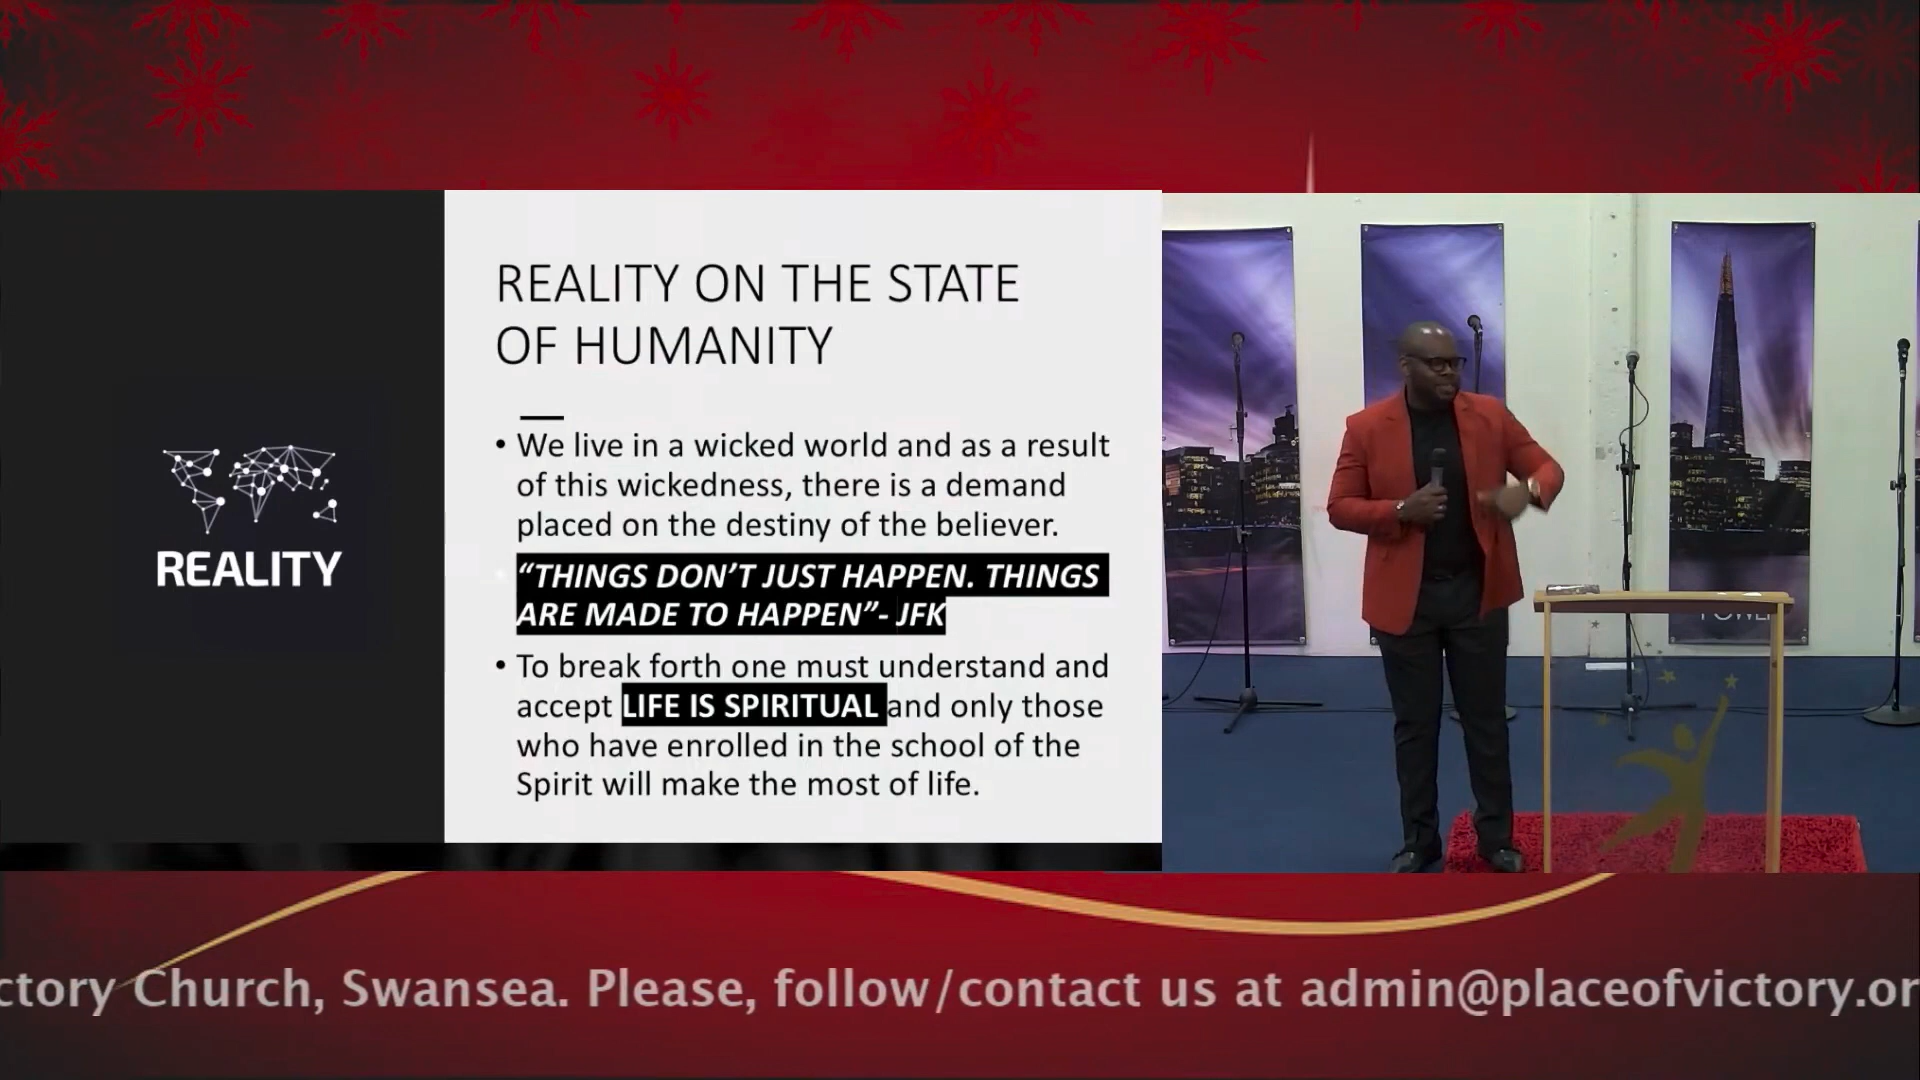 REALITY
REALITY ON THE STATE
OF HUMANITY
• We live in a wicked world and as a result
of this wickedness, there is a demand
placed on the destiny of the believer.
“THINGS DON’T JUST HAPPEN. THINGS
ARE MADE TO HAPPEN”- JFK
• To break forth one must understand and
accept LIFE IS SPIRITUAL and only those
who have enrolled in the school of the
Spirit will make the most of life.
Church, Swansea. Please, follow/contact us at admin@placeofvictory.or